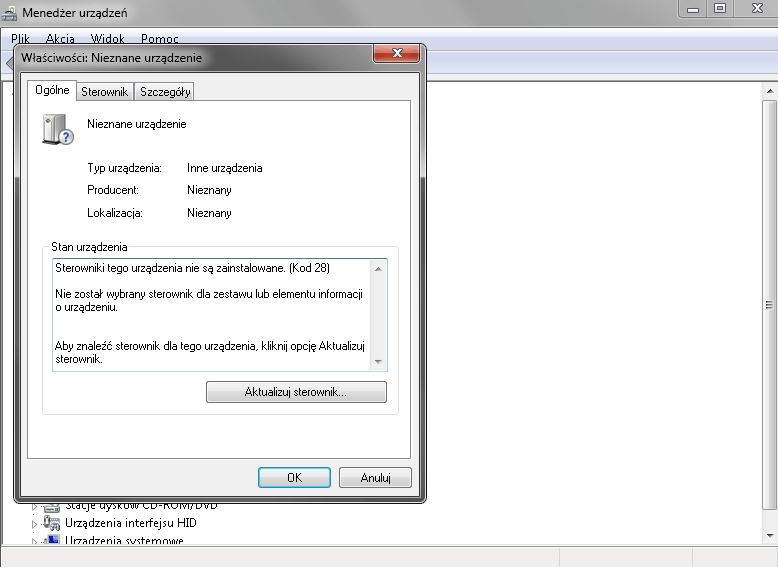 Menedżer urządzeń
Plik Akcja Widok Pomoc
Właściwości: Nieznane urządzenie
Ogólne Sterownik Szczegóły
Nieznane urządzenie
Typ urządzenia: Inne urządzenia
Producent: Nieznany
Lokalizacja: Nieznany
Stan urządzenia
Sterowniki tego urządzenia nie są zainstalowane. (Kod 28)
Nie został wybrany sterownik dla zestawu lub elementu informacji
o urządzeniu.
Aby znaleźć sterownik dla tego urządzenia, kliknij opcję Aktualizuj
sterownik.
Aktualizuj sterownik...
OK Anuluj
Stacje dysków CD-ROM/DVD
Urządzenia interfejsu HID
Urządzenia systemowe